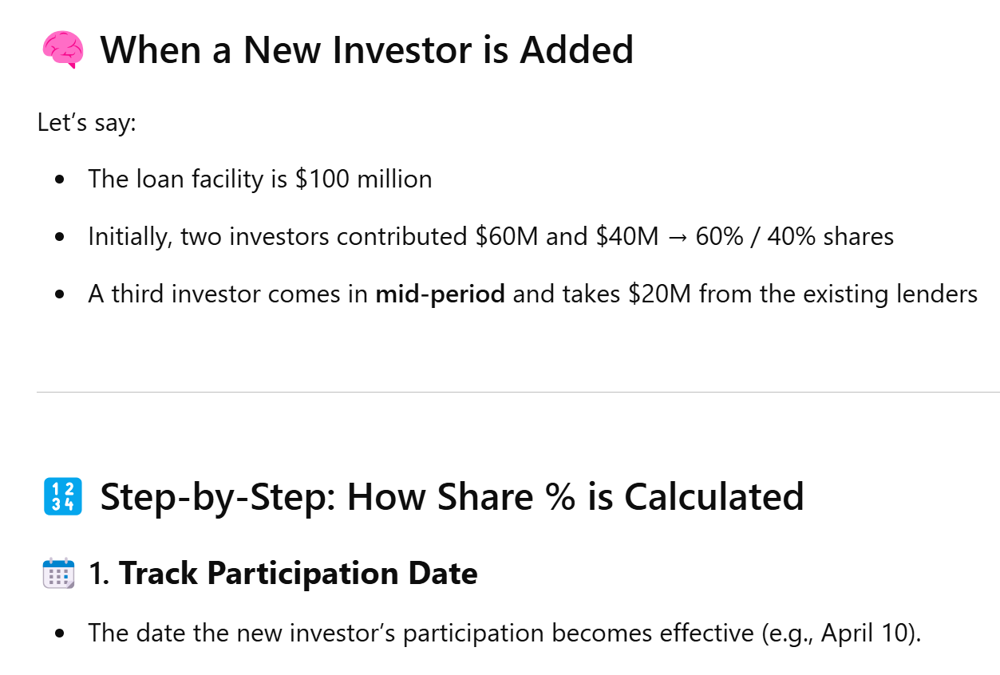 🧠 When a New Investor is Added
Let’s say:
• The loan facility is $100 million
• Initially, two investors contributed $60M and $40M → 60% / 40% shares
• A third investor comes in mid-period and takes $20M from the existing lenders
🔢 Step-by-Step: How Share % is Calculated
📅 1. Track Participation Date
• The date the new investor’s participation becomes effective (e.g., April 10).